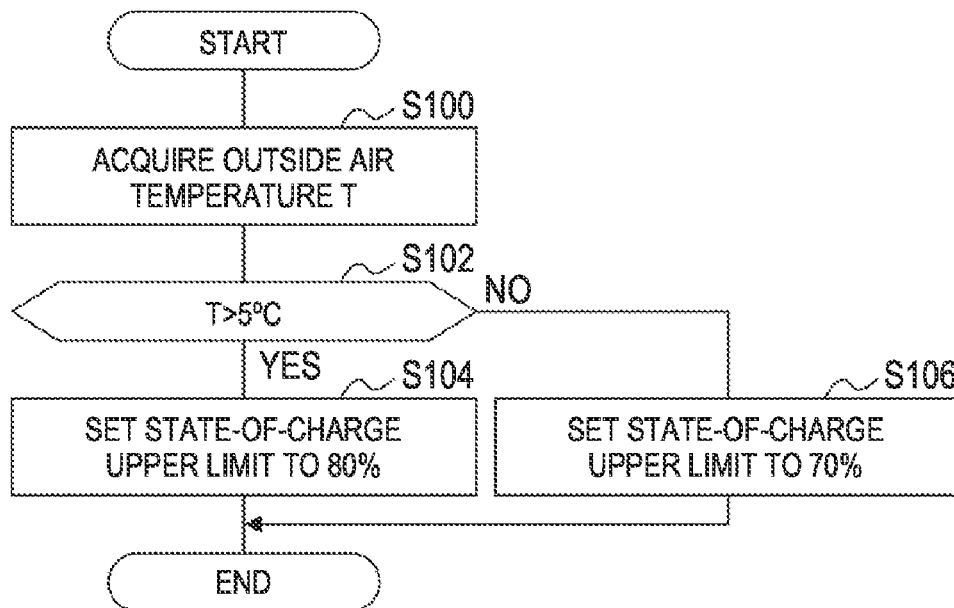 START
S100
ACQUIRE OUTSIDE AIR
TEMPERATURE T
S102
T>5ºC
NO
YES
S104
SET STATE-OF-CHARGE
UPPER LIMIT TO 80%
S106
SET STATE-OF-CHARGE
UPPER LIMIT TO 70%
END